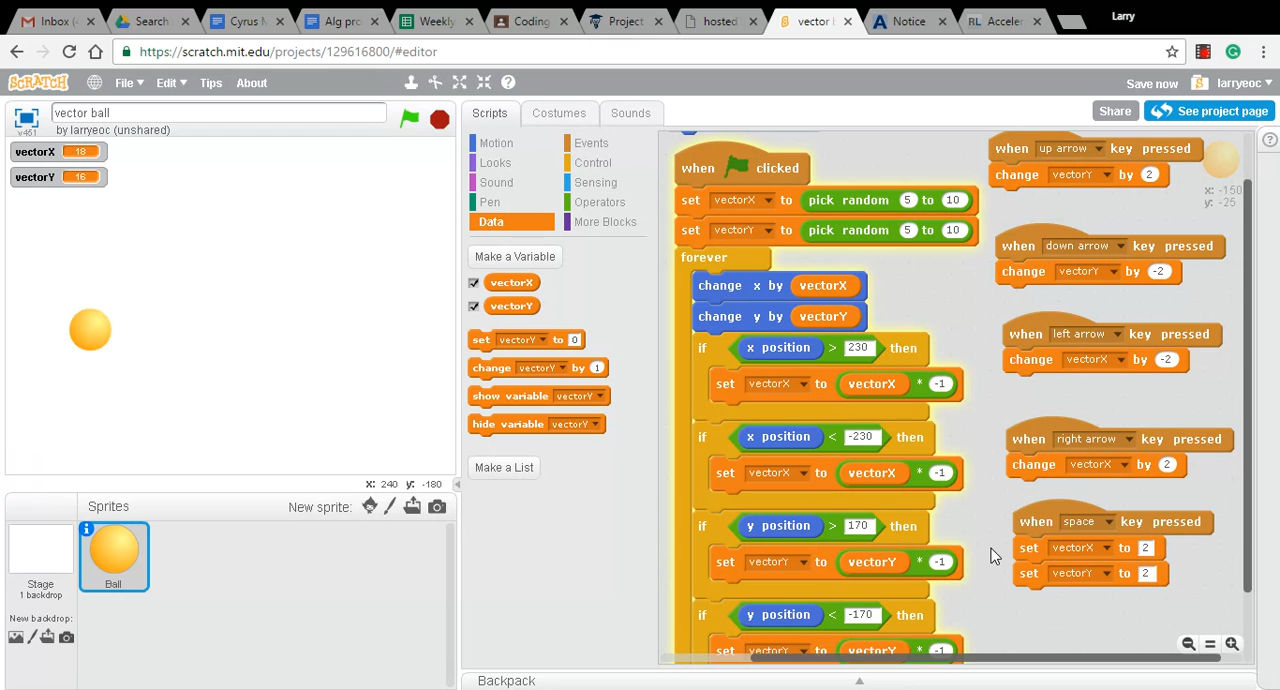 Inbox (
Search
Cyrus M
Alg pro
Weekly
Coding
Project
hosted
vector b
Notice
Acceler
Larry
https://scratch.mit.edu/projects/129616800/#editor
SCRATCH
File
Edit
Tips
About
Save now
larryeoc
vector ball
by larryeoc (unshared)
v451
Scripts
Costumes
Sounds
Share
See project page
vectorX 18
vectorY 16
Motion
Looks
Sound
Pen
Data
Events
Control
Sensing
Operators
More Blocks
Make a Variable
vectorX
vectorY
set vectorY to 0
change vectorY by 1
show variable vectorY
hide variable vectorY
Make a List
when clicked
set vectorX to pick random 5 to 10
set vectorY to pick random 5 to 10
forever
change x by vectorX
change y by vectorY
if x position > 230 then
set vectorX to vectorX * -1
if x position < -230 then
set vectorX to vectorX * -1
if y position > 170 then
set vectorY to vectorY * -1
if y position < -170 then
set vectorY to vectorY * -1
when up arrow key pressed
change vectorY by 2
when down arrow key pressed
change vectorY by -2
when left arrow key pressed
change vectorX by -2
when right arrow key pressed
change vectorX by 2
when space key pressed
set vectorX to 2
set vectorY to 2
x: -150
y: -25
x: 240 y: -180
Sprites
New sprite:
Stage
1 backdrop
New backdrop:
Ball
Backpack